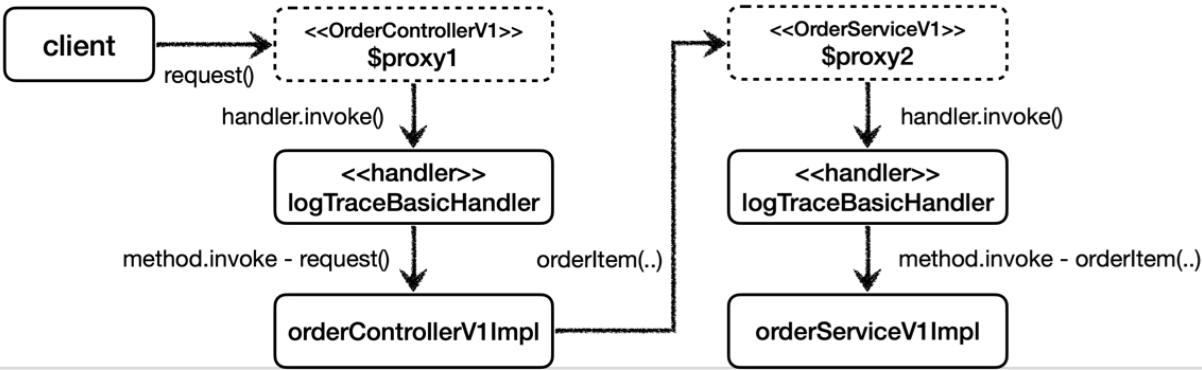 client
request()
<<OrderControllerV1>>
$proxy1
handler.invoke()
<<handler>>
logTraceBasicHandler
method.invoke - request()
orderControllerV1Impl
orderItem(..)
<<OrderServiceV1>>
$proxy2
handler.invoke()
<<handler>>
logTraceBasicHandler
method.invoke - orderItem(..)
orderServiceV1Impl